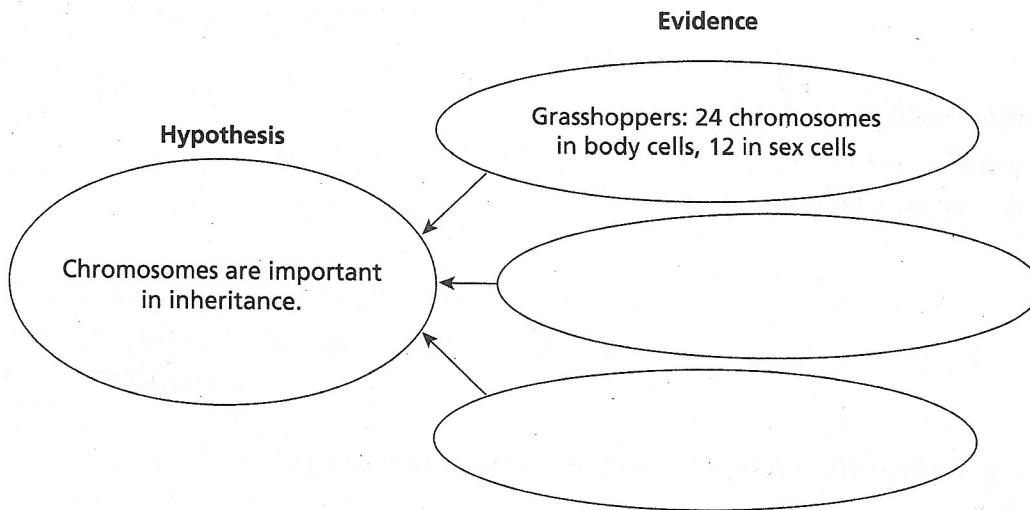 Evidence
Grasshoppers: 24 chromosomes
in body cells, 12 in sex cells
Hypothesis
Chromosomes are important
in inheritance.